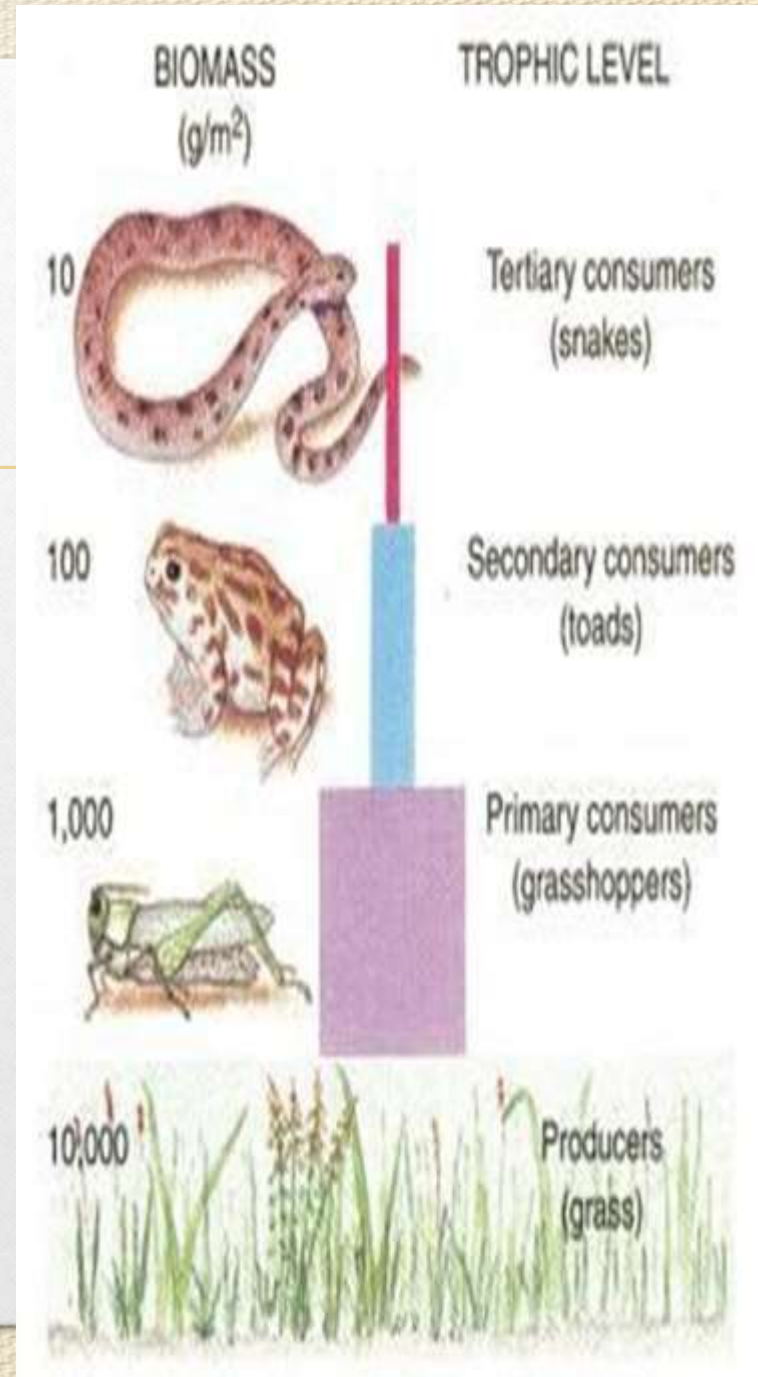 BIOMASS
(g/m²)
TROPHIC LEVEL
10
Tertiary consumers
(snakes)
100
Secondary consumers
(toads)
1,000
Primary consumers
(grasshoppers)
10,000
Producers
(grass)